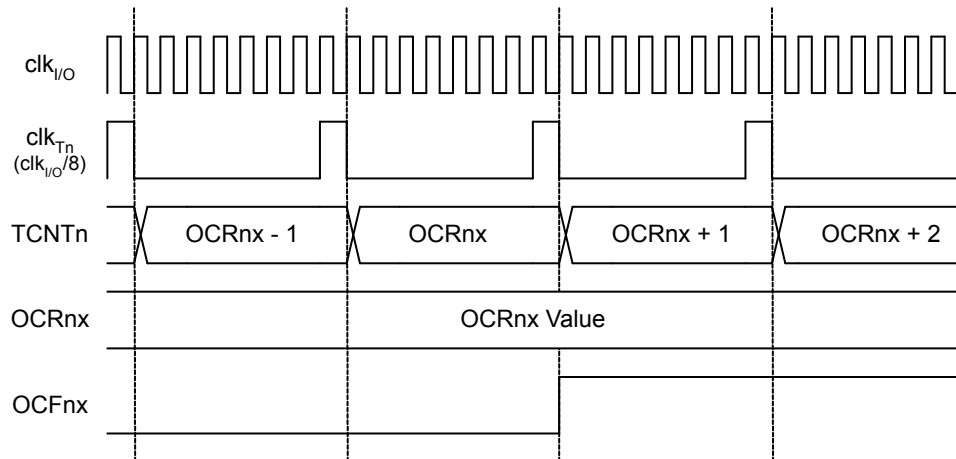 clkI/O
clkTn
(clkI/O/8)
TCNTn OCRnx - 1 OCRnx OCRnx + 1 OCRnx + 2
OCRnx OCRnx Value
OCFnx